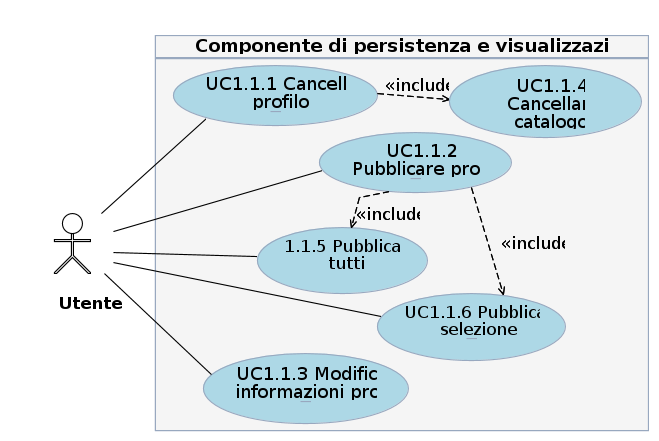 Componente di persistenza e visualizzazi
UC1.1.1 Cancell
profilo
«include
UC1.1.4
Cancellar
catalogo
UC1.1.2
Pubblicare pro
«include
1.1.5 Pubblica
tutti
«include
UC1.1.6 Pubblica
selezione
Utente
UC1.1.3 Modific
informazioni pro